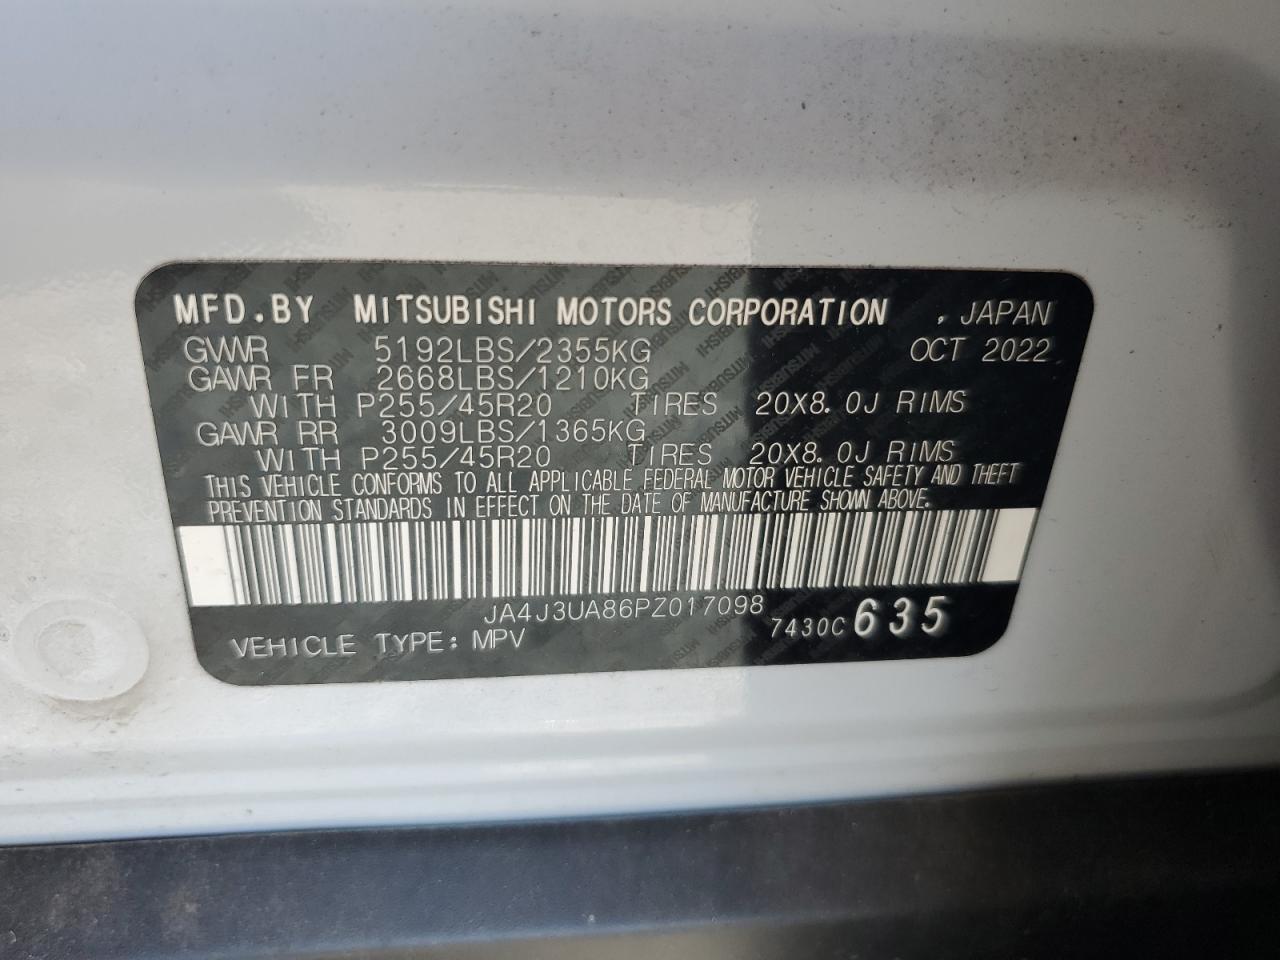 MFD.BY MITSUBISHI MOTORS CORPORATION , JAPAN
GVWR 5192LBS/2355KG OCT 2022
GAWR FR 2668LBS/1210KG
WITH P255/45R20 TIRES 20X8.0J RIMS
GAWR RR 3009LBS/1365KG
WITH P255/45R20 TIRES 20X8.0J RIMS
THIS VEHICLE CONFORMS TO ALL APPLICABLE FEDERAL MOTOR VEHICLE SAFETY AND THEFT
PREVENTION STANDARDS IN EFFECT ON THE DATE OF MANUFACTURE SHOWN ABOVE.
JA4J3UA86PZ017098
7430C 635
VEHICLE TYPE: MPV